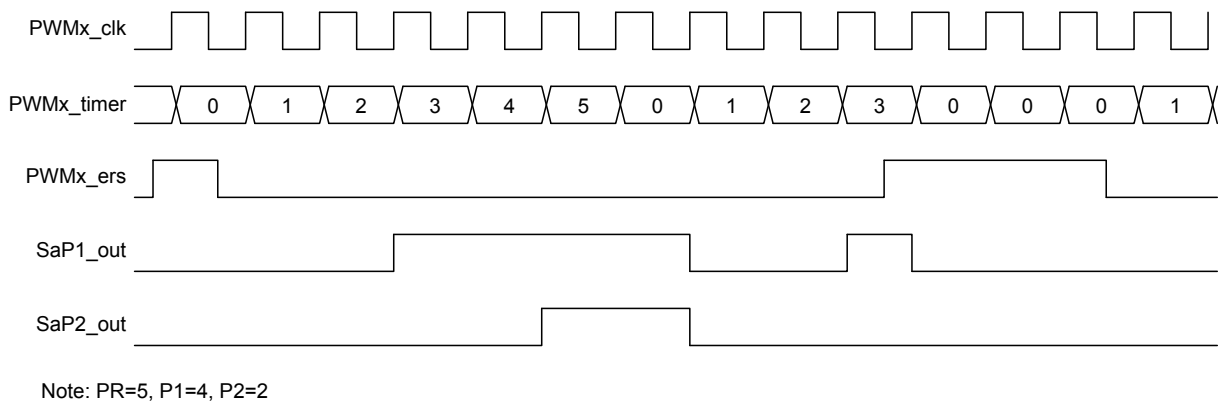 PWMx_clk
PWMx_timer 0 1 2 3 4 5 0 1 2 3 0 0 0 1
PWMx_ers
SaP1_out
SaP2_out
Note: PR=5, P1=4, P2=2